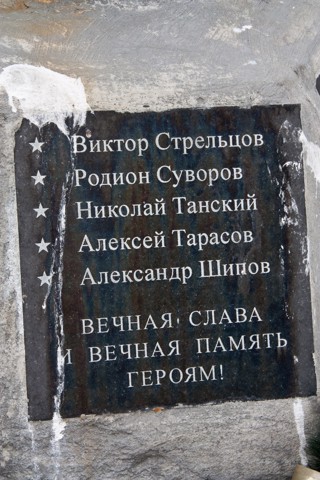 Виктор Стрельцов
Родион Суворов
Николай Танский
Алексей Тарасов
Александр Шипов
ВЕЧНАЯ СЛАВА
И ВЕЧНАЯ ПАМЯТЬ
ГЕРОЯМ!